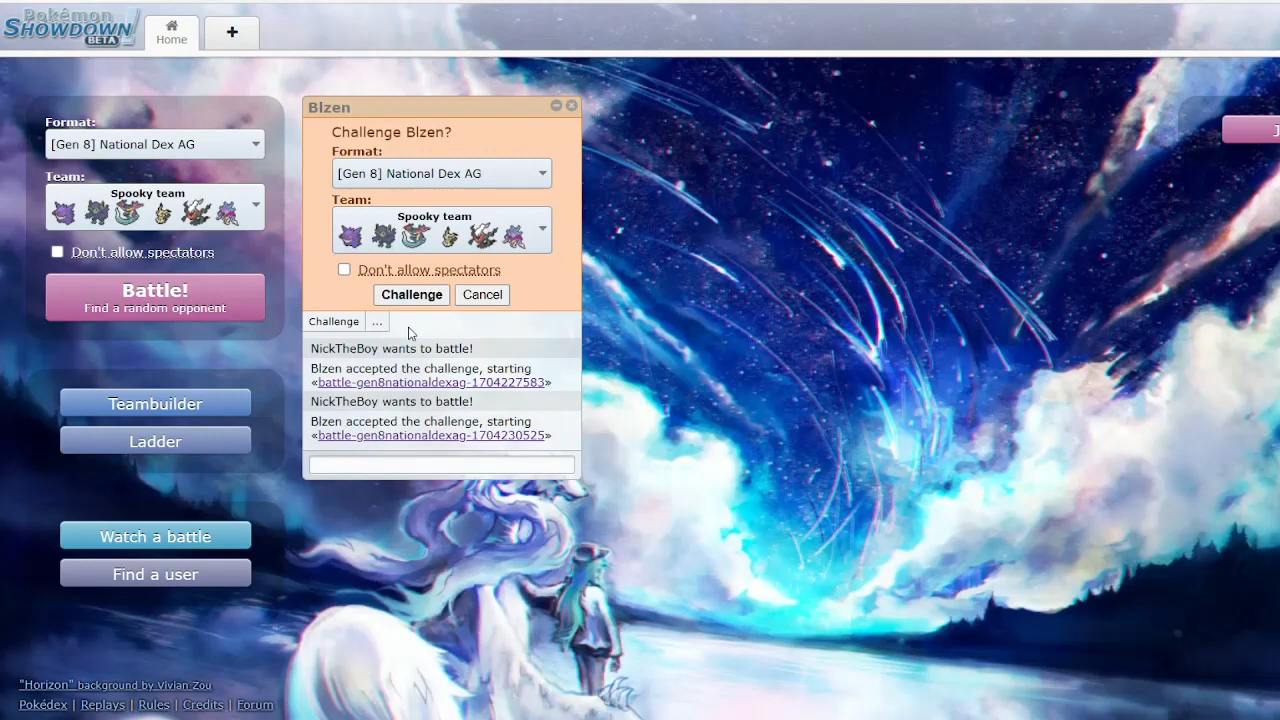 Pokémon
SHOWDOWN!
BETA
Home
+
Format:
[Gen 8] National Dex AG
Team:
Spooky team
Don't allow spectators
Battle!
Find a random opponent
Teambuilder
Ladder
Watch a battle
Find a user
Blzen
Challenge Blzen?
Format:
[Gen 8] National Dex AG
Team:
Spooky team
Don't allow spectators
Challenge Cancel
Challenge ...
NickTheBoy wants to battle!
Blzen accepted the challenge, starting
«battle-gen8nationaldexag-1704227583»
NickTheBoy wants to battle!
Blzen accepted the challenge, starting
«battle-gen8nationaldexag-1704230525»
"Horizon" background by Vivian Zou
Pokédex | Replays | Rules | Credits | Forum